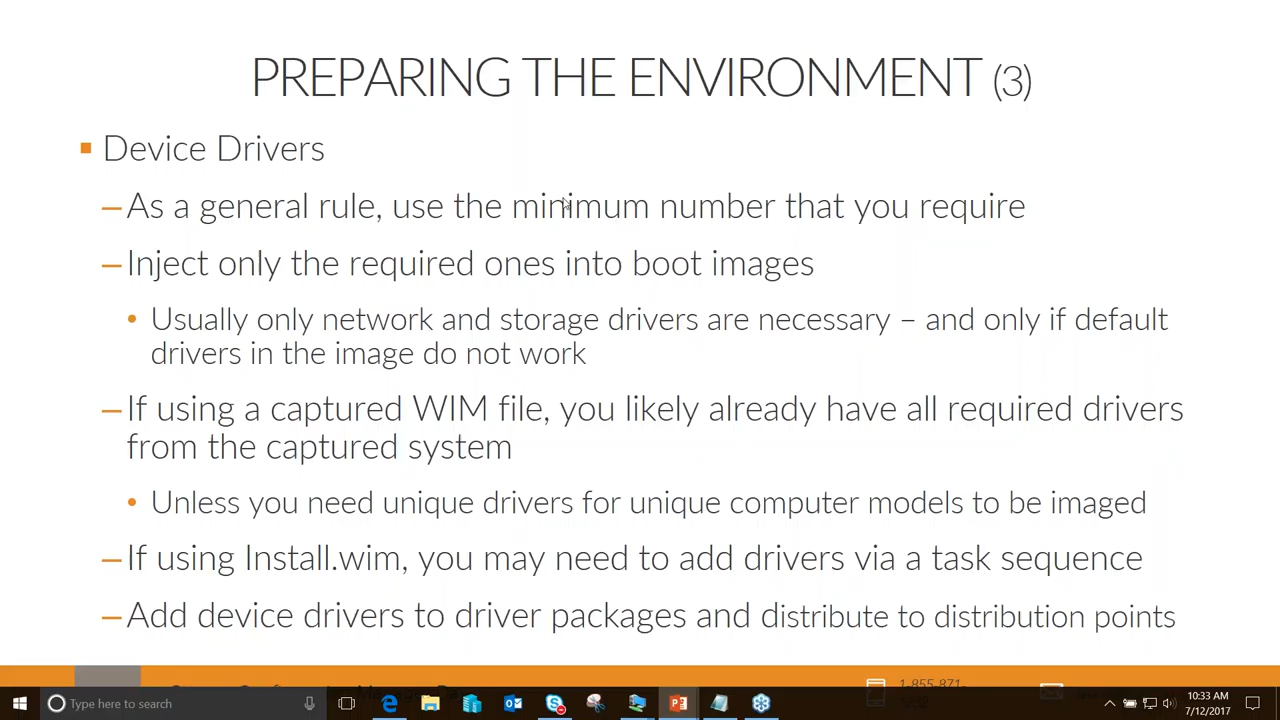 PREPARING THE ENVIRONMENT (3)
▪ Device Drivers
– As a general rule, use the minimum number that you require
– Inject only the required ones into boot images
• Usually only network and storage drivers are necessary – and only if default
drivers in the image do not work
– If using a captured WIM file, you likely already have all required drivers
from the captured system
• Unless you need unique drivers for unique computer models to be imaged
– If using Install.wim, you may need to add drivers via a task sequence
– Add device drivers to driver packages and distribute to distribution points
1-855-871-
Type here to search
10:33 AM
7/12/2017